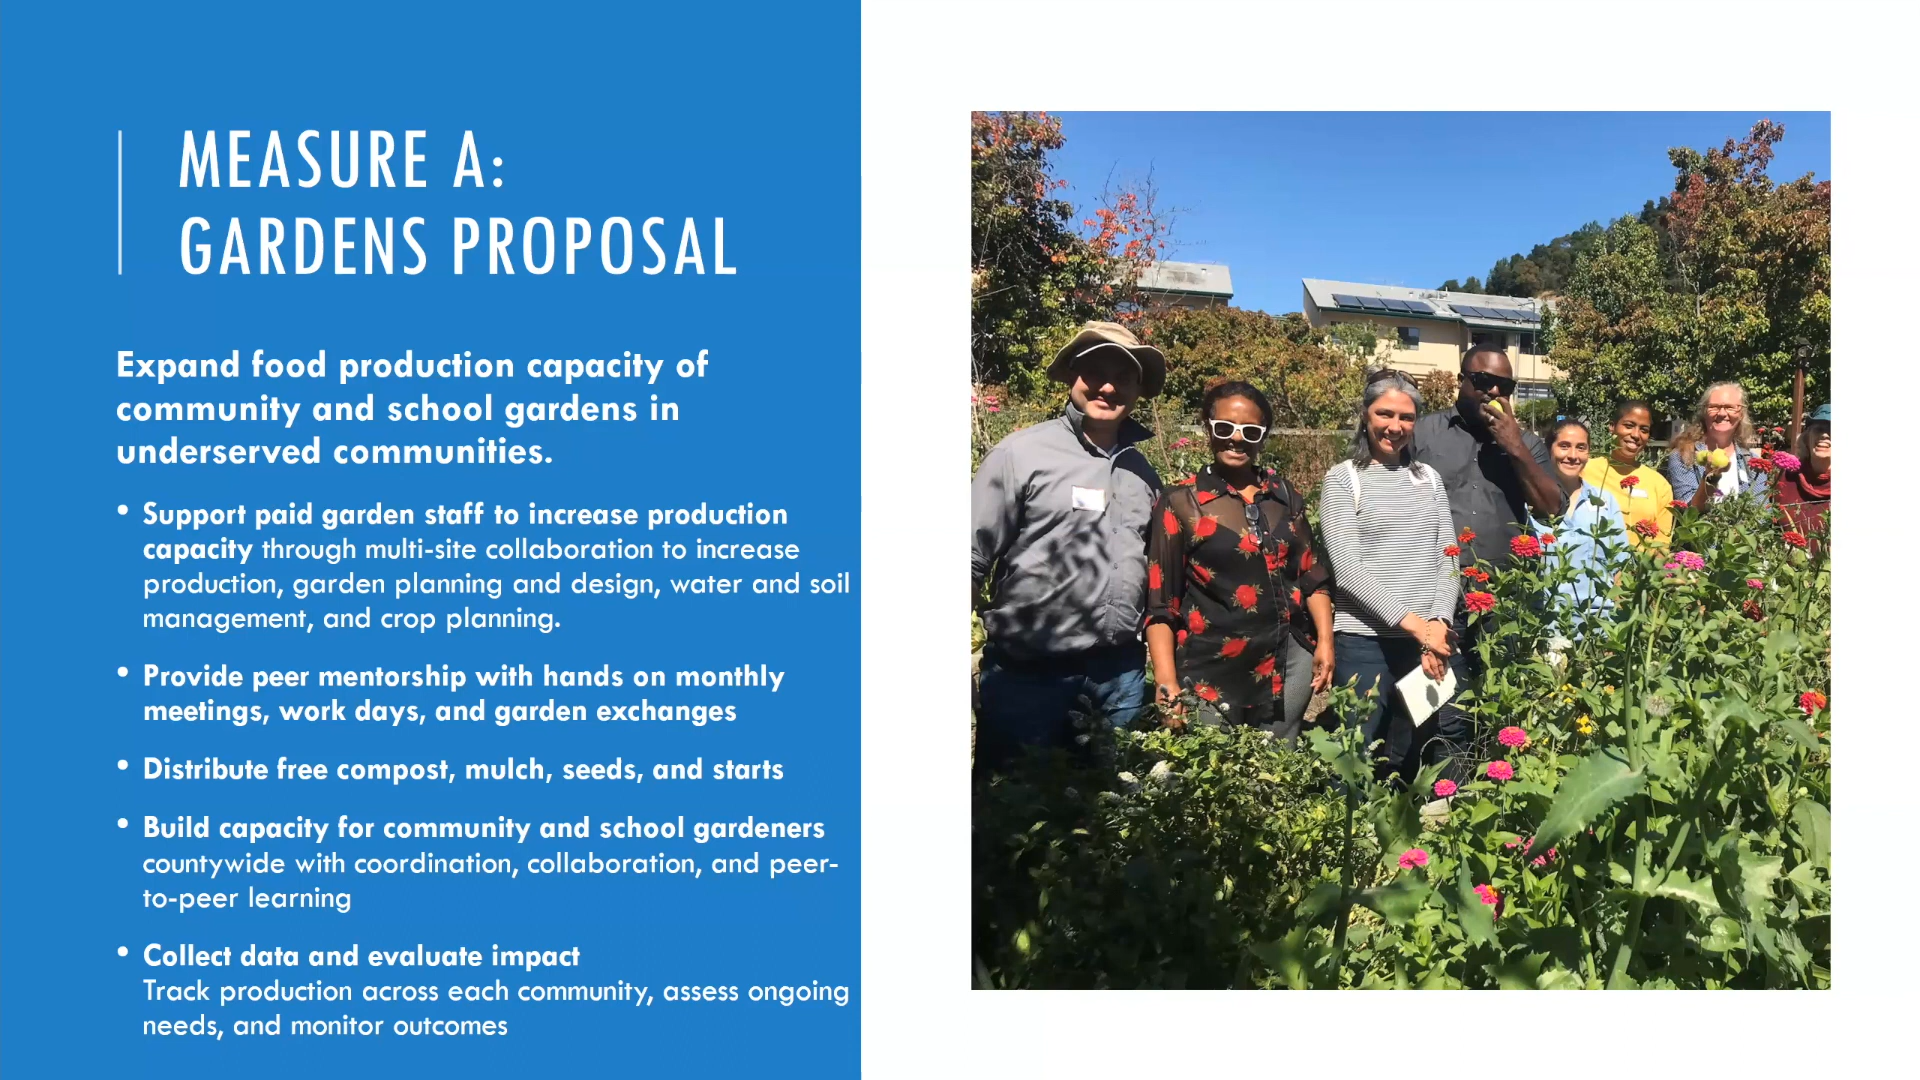 MEASURE A:
GARDENS PROPOSAL
Expand food production capacity of
community and school gardens in
underserved communities.
• Support paid garden staff to increase production
capacity through multi-site collaboration to increase
production, garden planning and design, water and soil
management, and crop planning.
• Provide peer mentorship with hands on monthly
meetings, work days, and garden exchanges
• Distribute free compost, mulch, seeds, and starts
• Build capacity for community and school gardeners
countywide with coordination, collaboration, and peer-
to-peer learning
• Collect data and evaluate impact
Track production across each community, assess ongoing
needs, and monitor outcomes